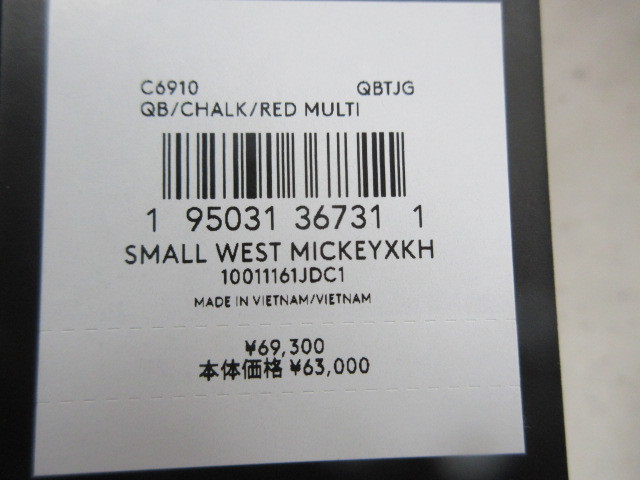 C6910 QBTJG
QB/CHALK/RED MULTI
1 95031 36731 1
SMALL WEST MICKEYXKH
10011161JDC1
MADE IN VIETNAM/VIETNAM
¥69,300
本体価格 ¥63,000